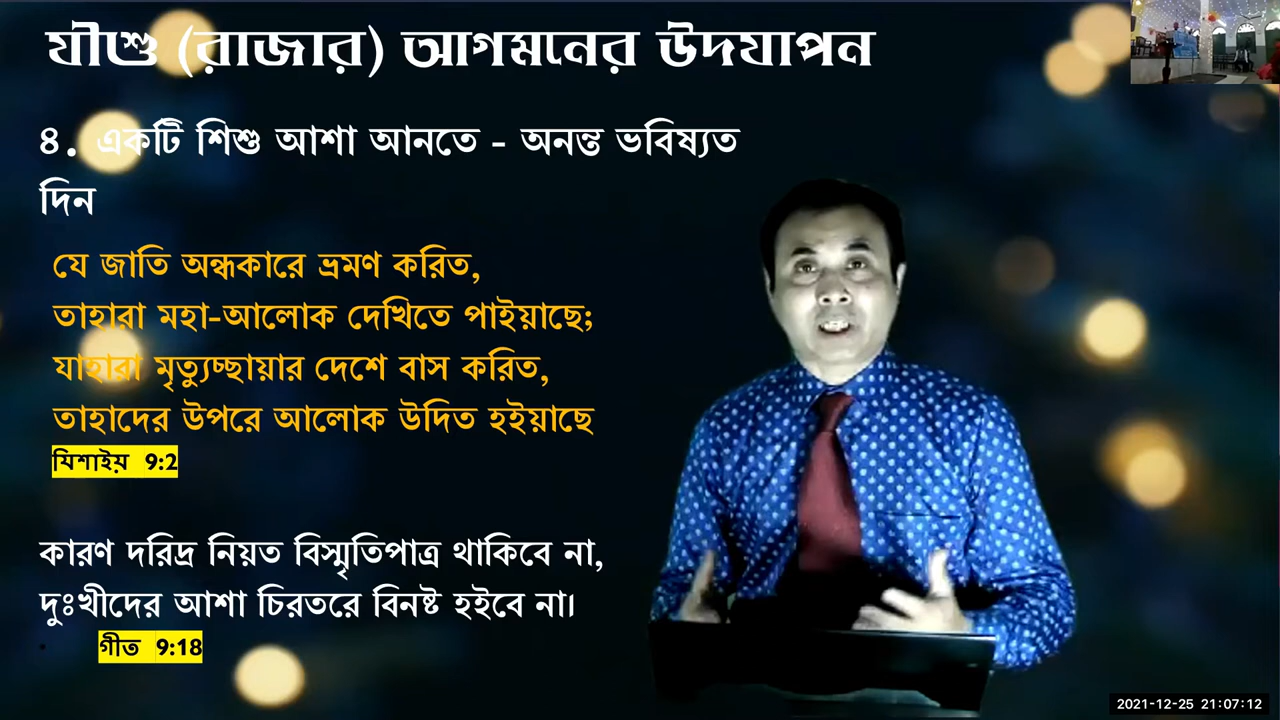 যীশু (রাজার) আগমনের উদযাপন
৪. একটি শিশু আশা আনতে - অনন্ত ভবিষ্যত
দিন
যে জাতি অন্ধকারে ভ্রমণ করিত,
তাহারা মহা-আলোক দেখিতে পাইয়াছে;
যাহারা মৃত্যুচ্ছায়ার দেশে বাস করিত,
তাহাদের উপরে আলোক উদিত হইয়াছে
যিশাইয় 9:2
কারণ দরিদ্র নিয়ত বিস্মৃতিপাত্র থাকিবে না,
দুঃখীদের আশা চিরতরে বিনষ্ট হইবে না।
গীত 9:18
2021-12-25 21:07:12